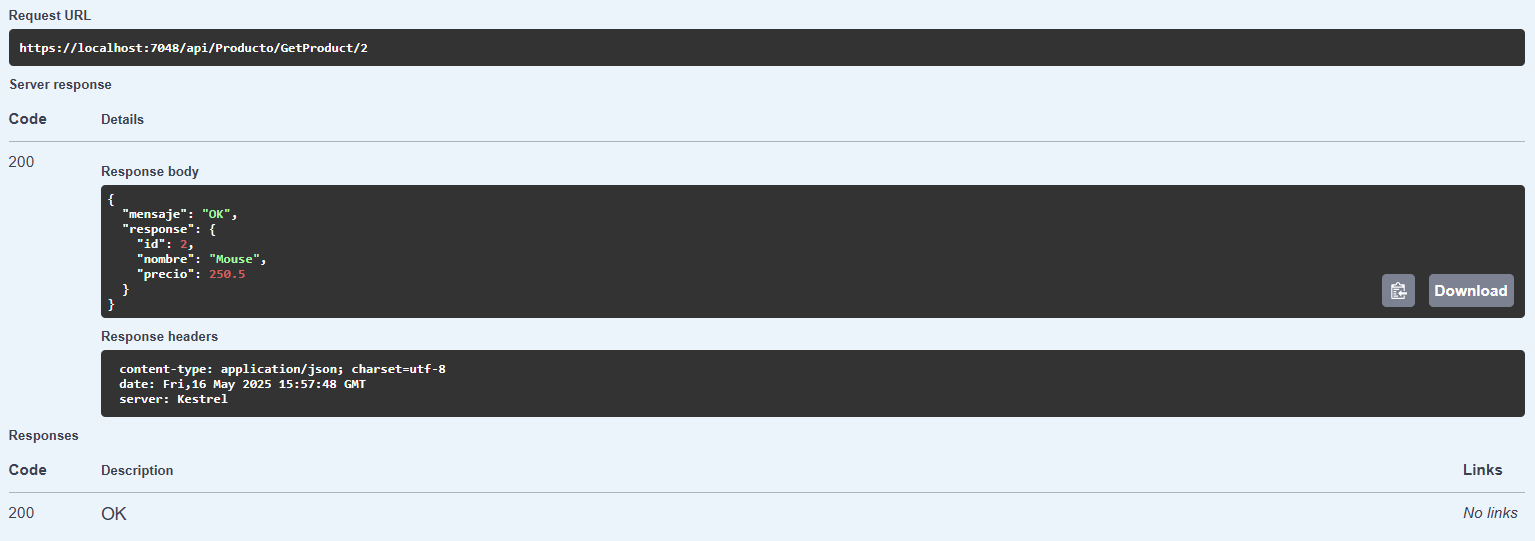 Request URL
https://localhost:7048/api/Producto/GetProduct/2
Server response
Code Details
200
Response body
{
  "mensaje": "OK",
  "response": {
    "id": 2,
    "nombre": "Mouse",
    "precio": 250.5
  }
}
Download
Response headers
content-type: application/json; charset=utf-8
date: Fri,16 May 2025 15:57:48 GMT
server: Kestrel
Responses
Code Description Links
200 OK No links